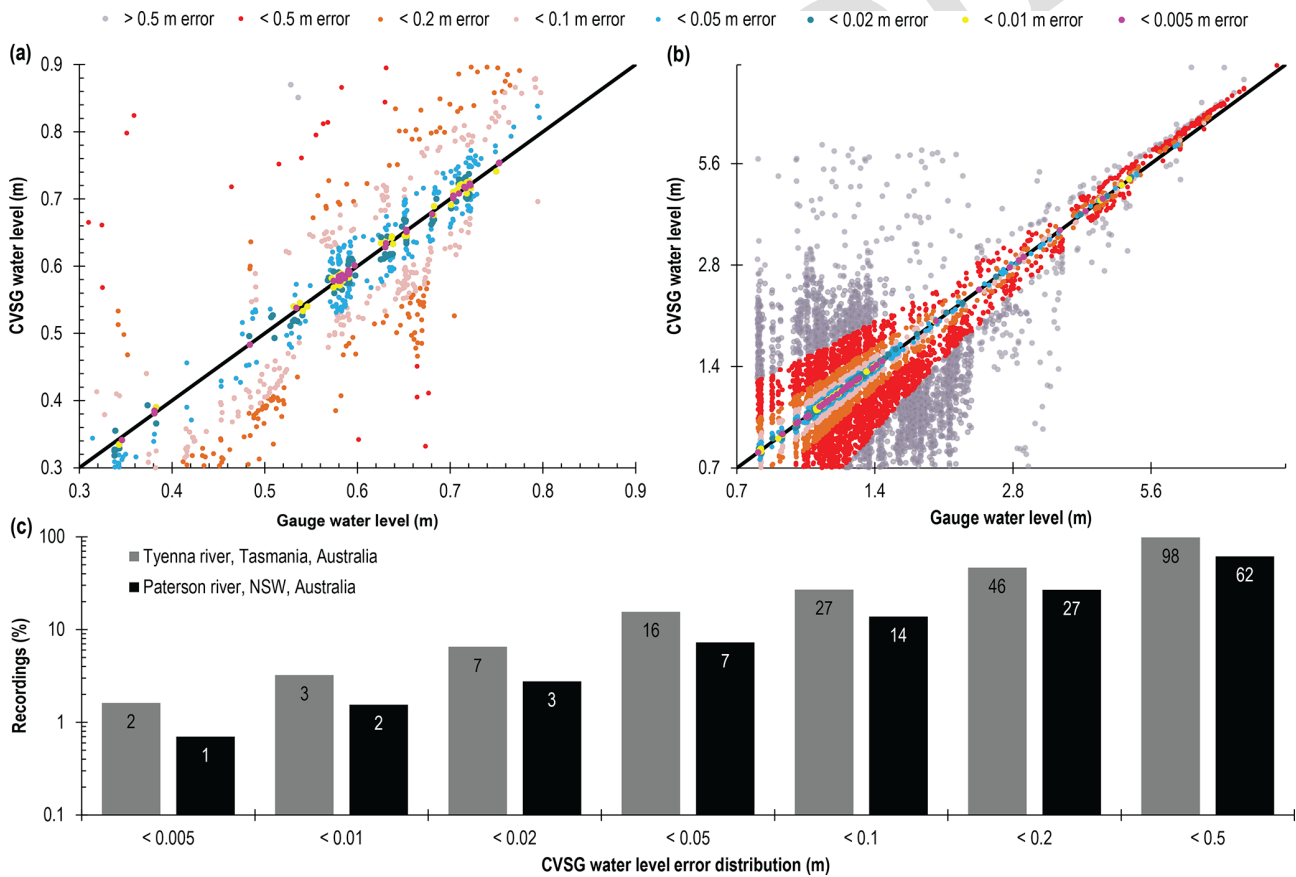 > 0.5 m error < 0.5 m error < 0.2 m error < 0.1 m error < 0.05 m error < 0.02 m error < 0.01 m error < 0.005 m error
(a)
0.9
0.8
0.7
0.6
0.5
0.4
0.3
CVSG water level (m)
0.3 0.4 0.5 0.6 0.7 0.8 0.9
Gauge water level (m)
(b)
5.6
2.8
1.4
0.7
CVSG water level (m)
0.7 1.4 2.8 5.6
Gauge water level (m)
(c)
100
10
1
0.1
Recordings (%)
Tyenna river, Tasmania, Australia
Paterson river, NSW, Australia
2 1 3 2 7 3 16 7 27 14 46 27 98 62
< 0.005 < 0.01 < 0.02 < 0.05 < 0.1 < 0.2 < 0.5
CVSG water level error distribution (m)